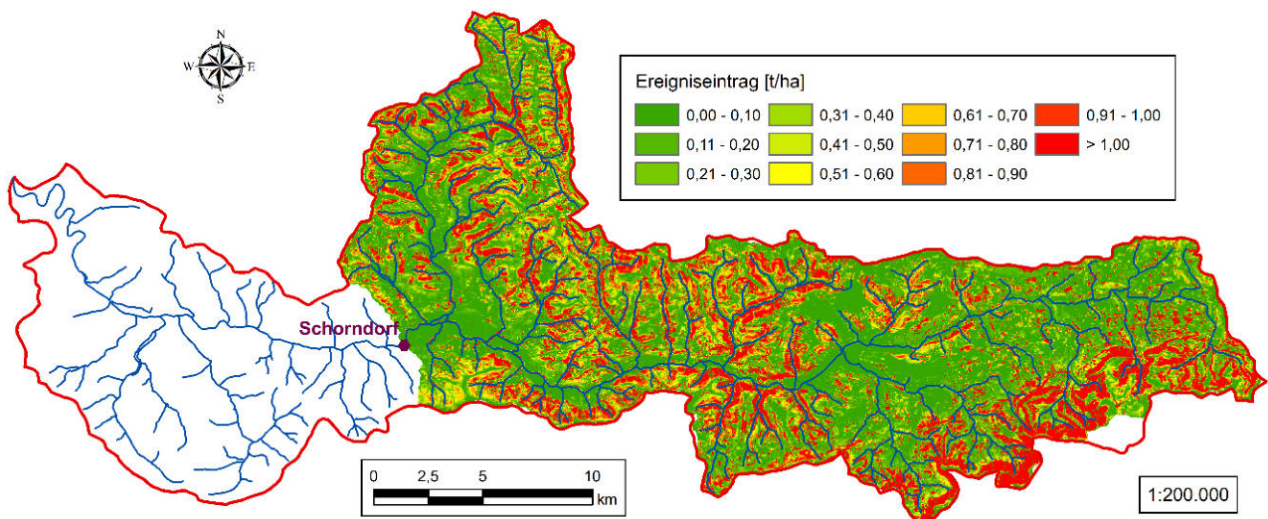 N
W E
S
Ereigniseintrag [t/ha]
0,00 - 0,10
0,11 - 0,20
0,21 - 0,30
0,31 - 0,40
0,41 - 0,50
0,51 - 0,60
0,61 - 0,70
0,71 - 0,80
0,81 - 0,90
0,91 - 1,00
> 1,00
Schorndorf
0 2,5 5 10
km
1:200.000